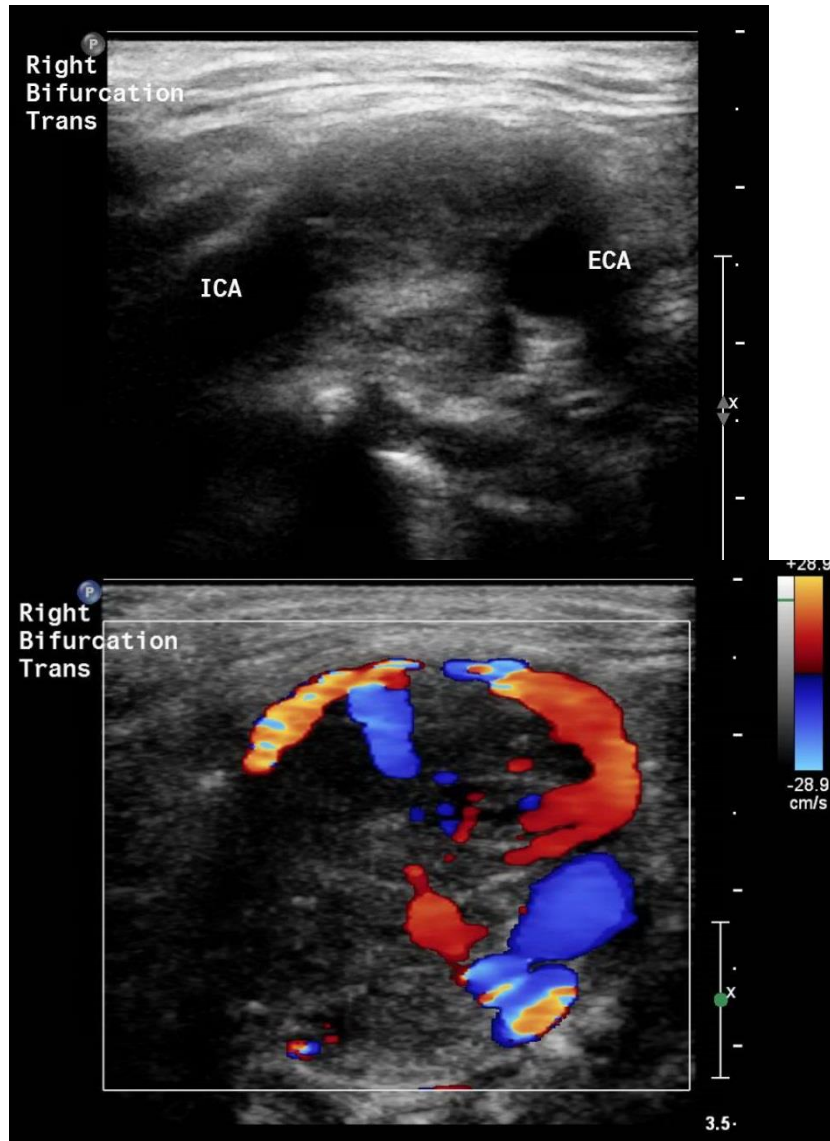 P
Right
Bifurcation
Trans
ICA
ECA
x
P
Right
Bifurcation
Trans
+28.9
-28.9
cm/s
x
3.5